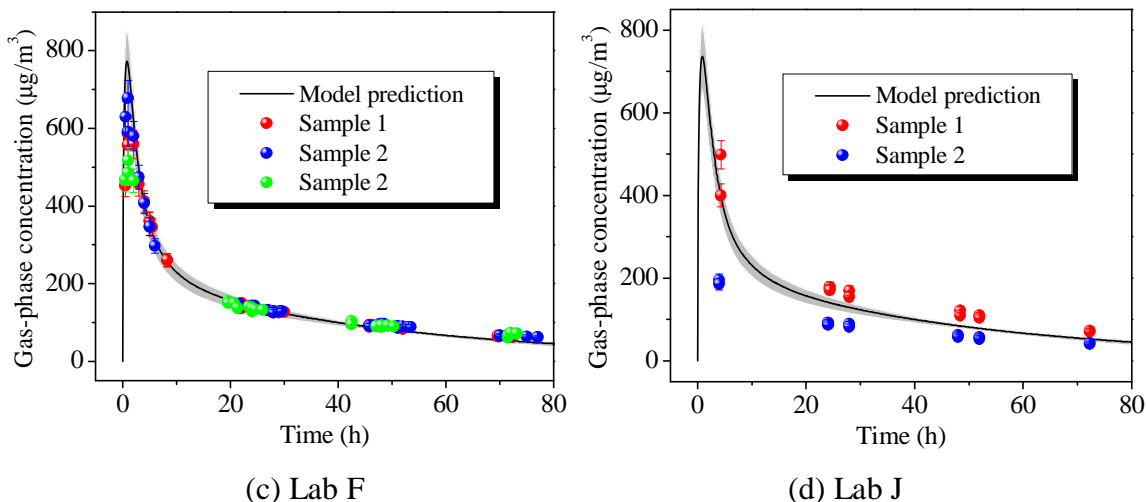 Gas-phase concentration (μg/m³)
800
600
400
200
0
Model prediction
Sample 1
Sample 2
Sample 2
0 20 40 60 80
Time (h)
(c) Lab F
Gas-phase concentration (μg/m³)
800
600
400
200
0
Model prediction
Sample 1
Sample 2
0 20 40 60 80
Time (h)
(d) Lab J